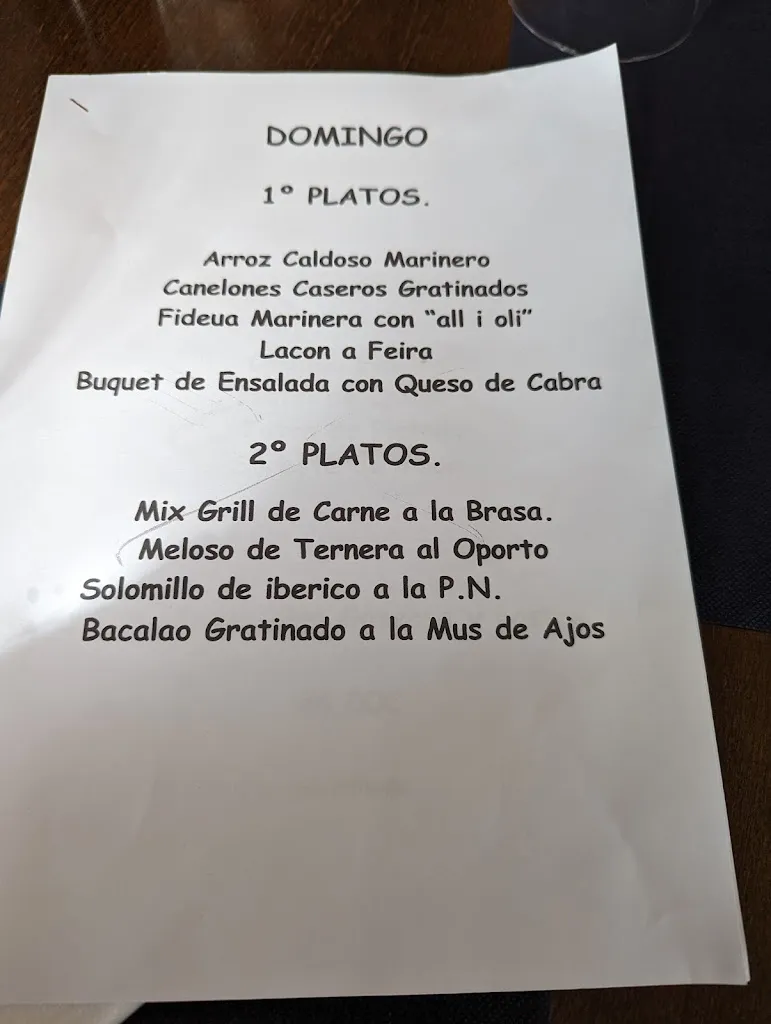 DOMINGO
1º PLATOS.
Arroz Caldoso Marinero
Canelones Caseros Gratinados
Fideua Marinera con “all i oli”
Lacon a Feira
Buquet de Ensalada con Queso de Cabra
2º PLATOS.
Mix Grill de Carne a la Brasa.
Meloso de Ternera al Oporto
Solomillo de iberico a la P.N.
Bacalao Gratinado a la Mus de Ajos